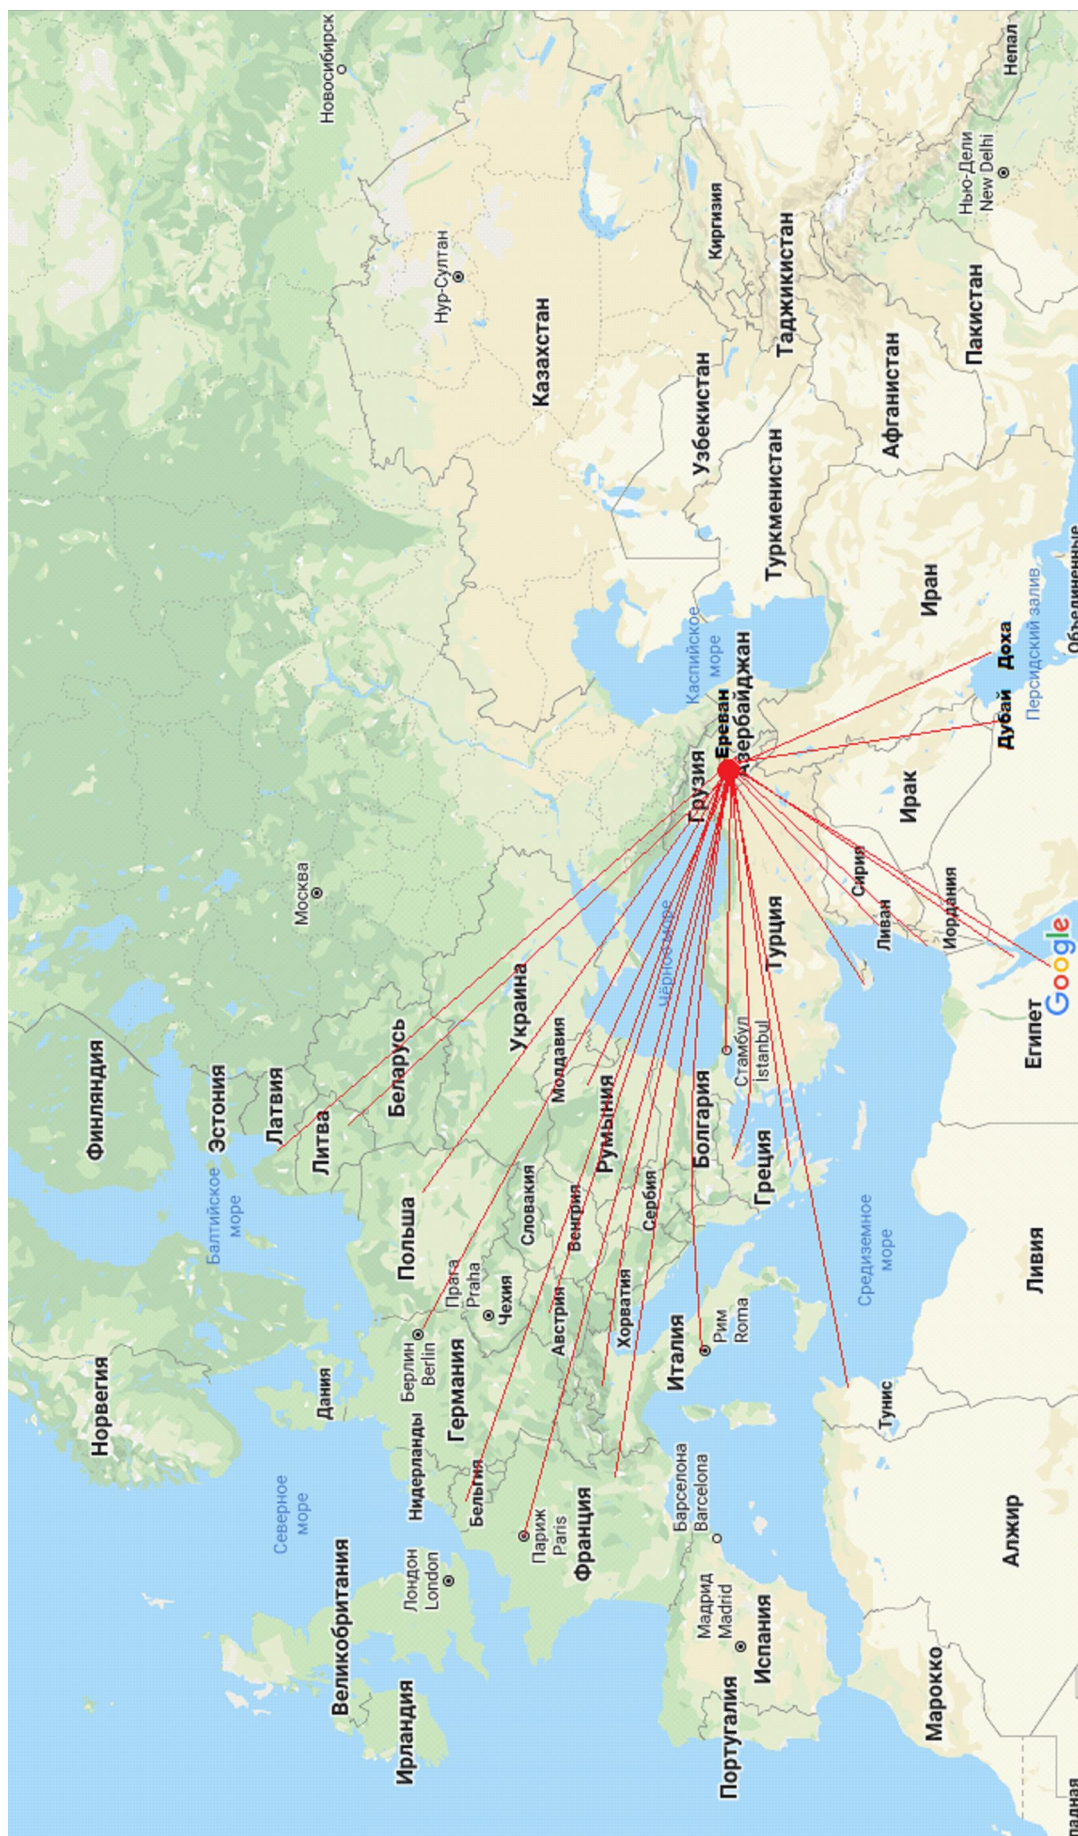 Норвегия
Финляндия
Эстония
Латвия
Литва
Балтийское
море
Северное
море
Дания
Великобритания
Ирландия
Лондон
London
Нидерланды
Бельгия
Берлин
Berlin
Германия
Польша
Беларусь
Москва
Новосибирск
Нур-Султан
Казахстан
Прага
Praha
Чехия
Словакия
Украина
Париж
Paris
Франция
Австрия
Венгрия
Молдавия
Румыния
Хорватия
Сербия
Италия
Рим
Roma
Болгария
Чёрное море
Грузия
Ереван
Азербайджан
Каспийское
море
Узбекистан
Киргизия
Туркменистан
Таджикистан
Барселона
Barcelona
Мадрид
Madrid
Испания
Португалия
Греция
Стамбул
İstanbul
Турция
Средиземное
море
Тунис
Сирия
Ливан
Иордания
Ирак
Иран
Афганистан
Пакистан
Нью-Дели
New Delhi
Непал
Марокко
Алжир
Ливия
Египет
Google
Дубай
Доха
Персидский залив
Объединенные
падная